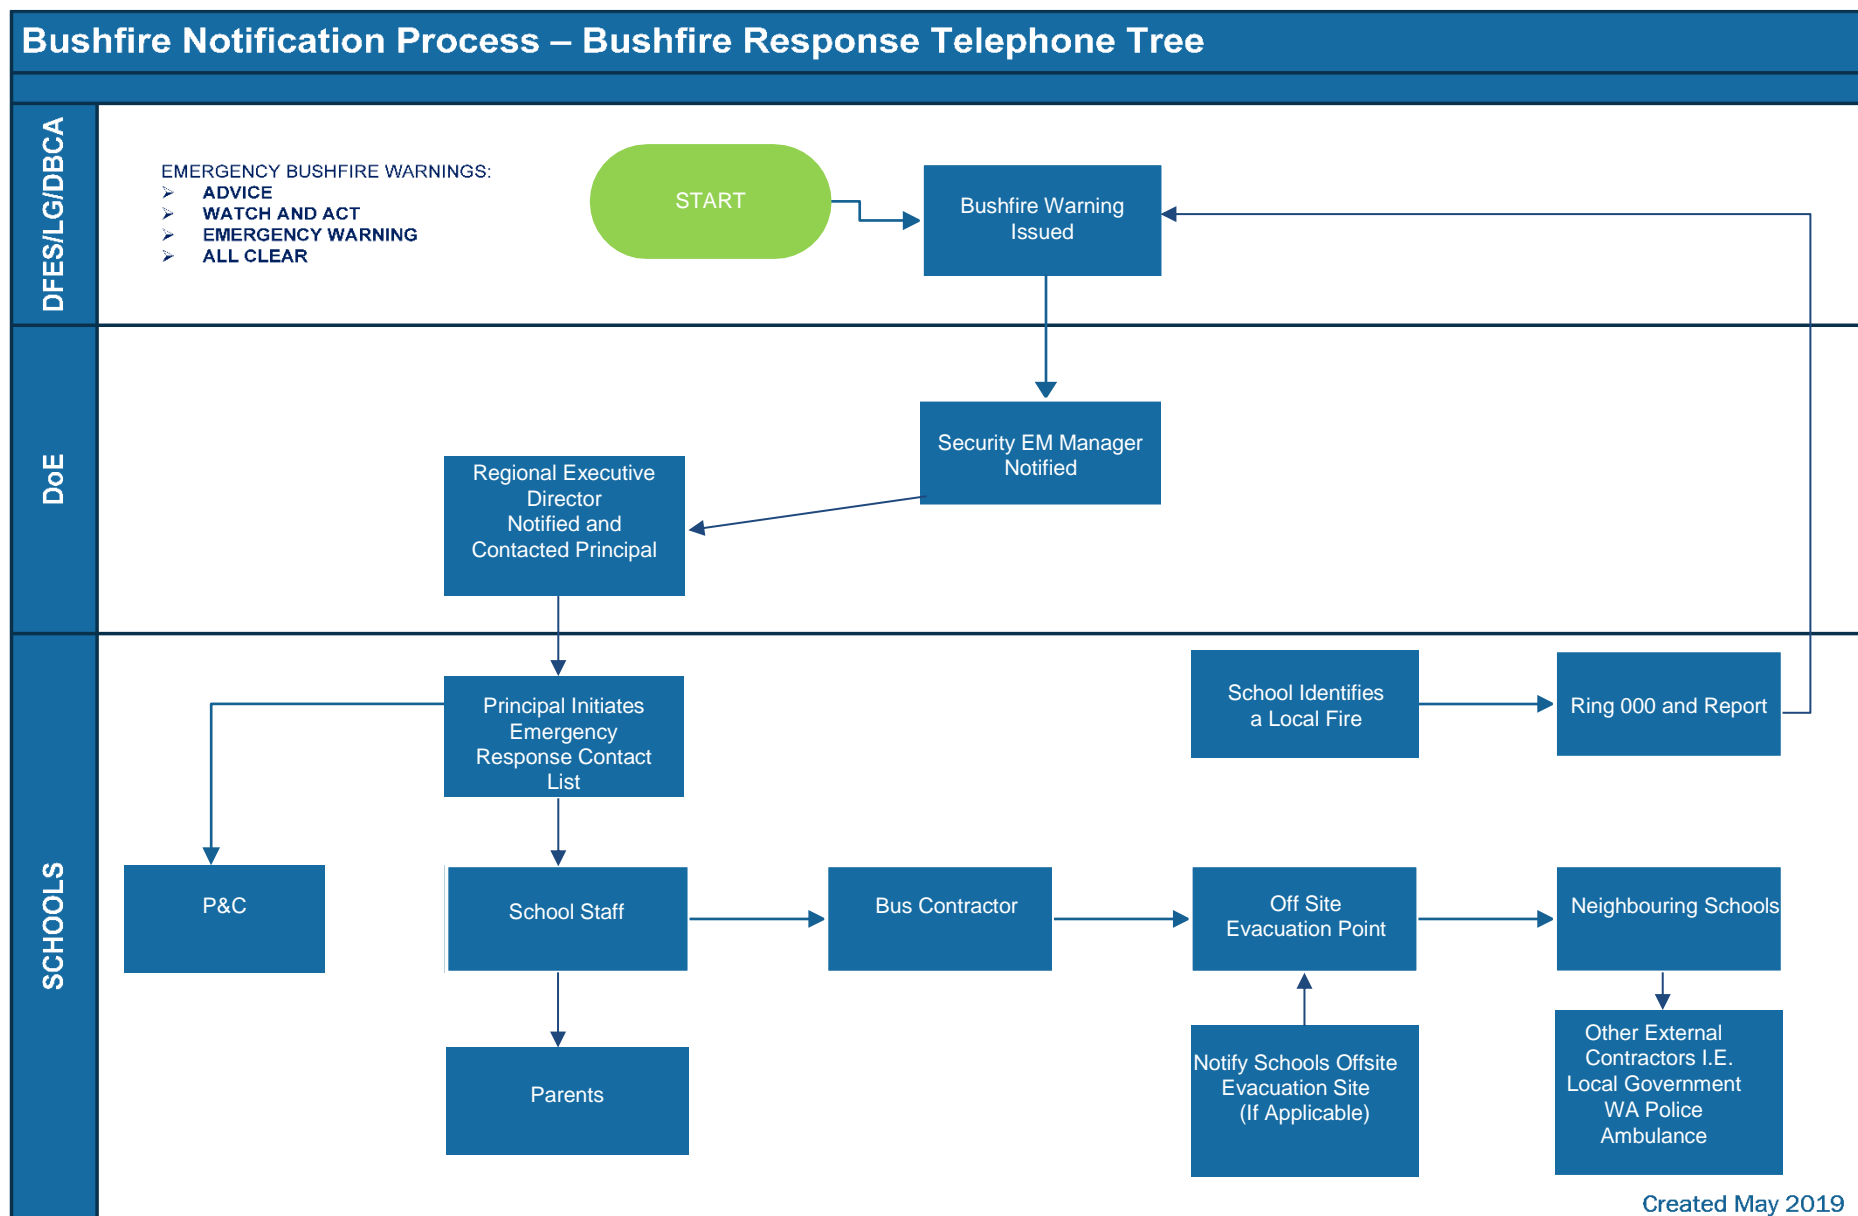 Bushfire Notification Process – Bushfire Response Telephone Tree
DFES/LG/DBCA
EMERGENCY BUSHFIRE WARNINGS:
➢ ADVICE
➢ WATCH AND ACT
➢ EMERGENCY WARNING
➢ ALL CLEAR
START
Bushfire Warning
Issued
DoE
Security EM Manager
Notified
Regional Executive
Director
Notified and
Contacted Principal
SCHOOLS
Principal Initiates
Emergency
Response Contact
List
School Identifies
a Local Fire
Ring 000 and Report
P&C
School Staff
Bus Contractor
Off Site
Evacuation Point
Neighbouring Schools
Parents
Notify Schools Offsite
Evacuation Site
(If Applicable)
Other External
Contractors I.E.
Local Government
WA Police
Ambulance
Created May 2019